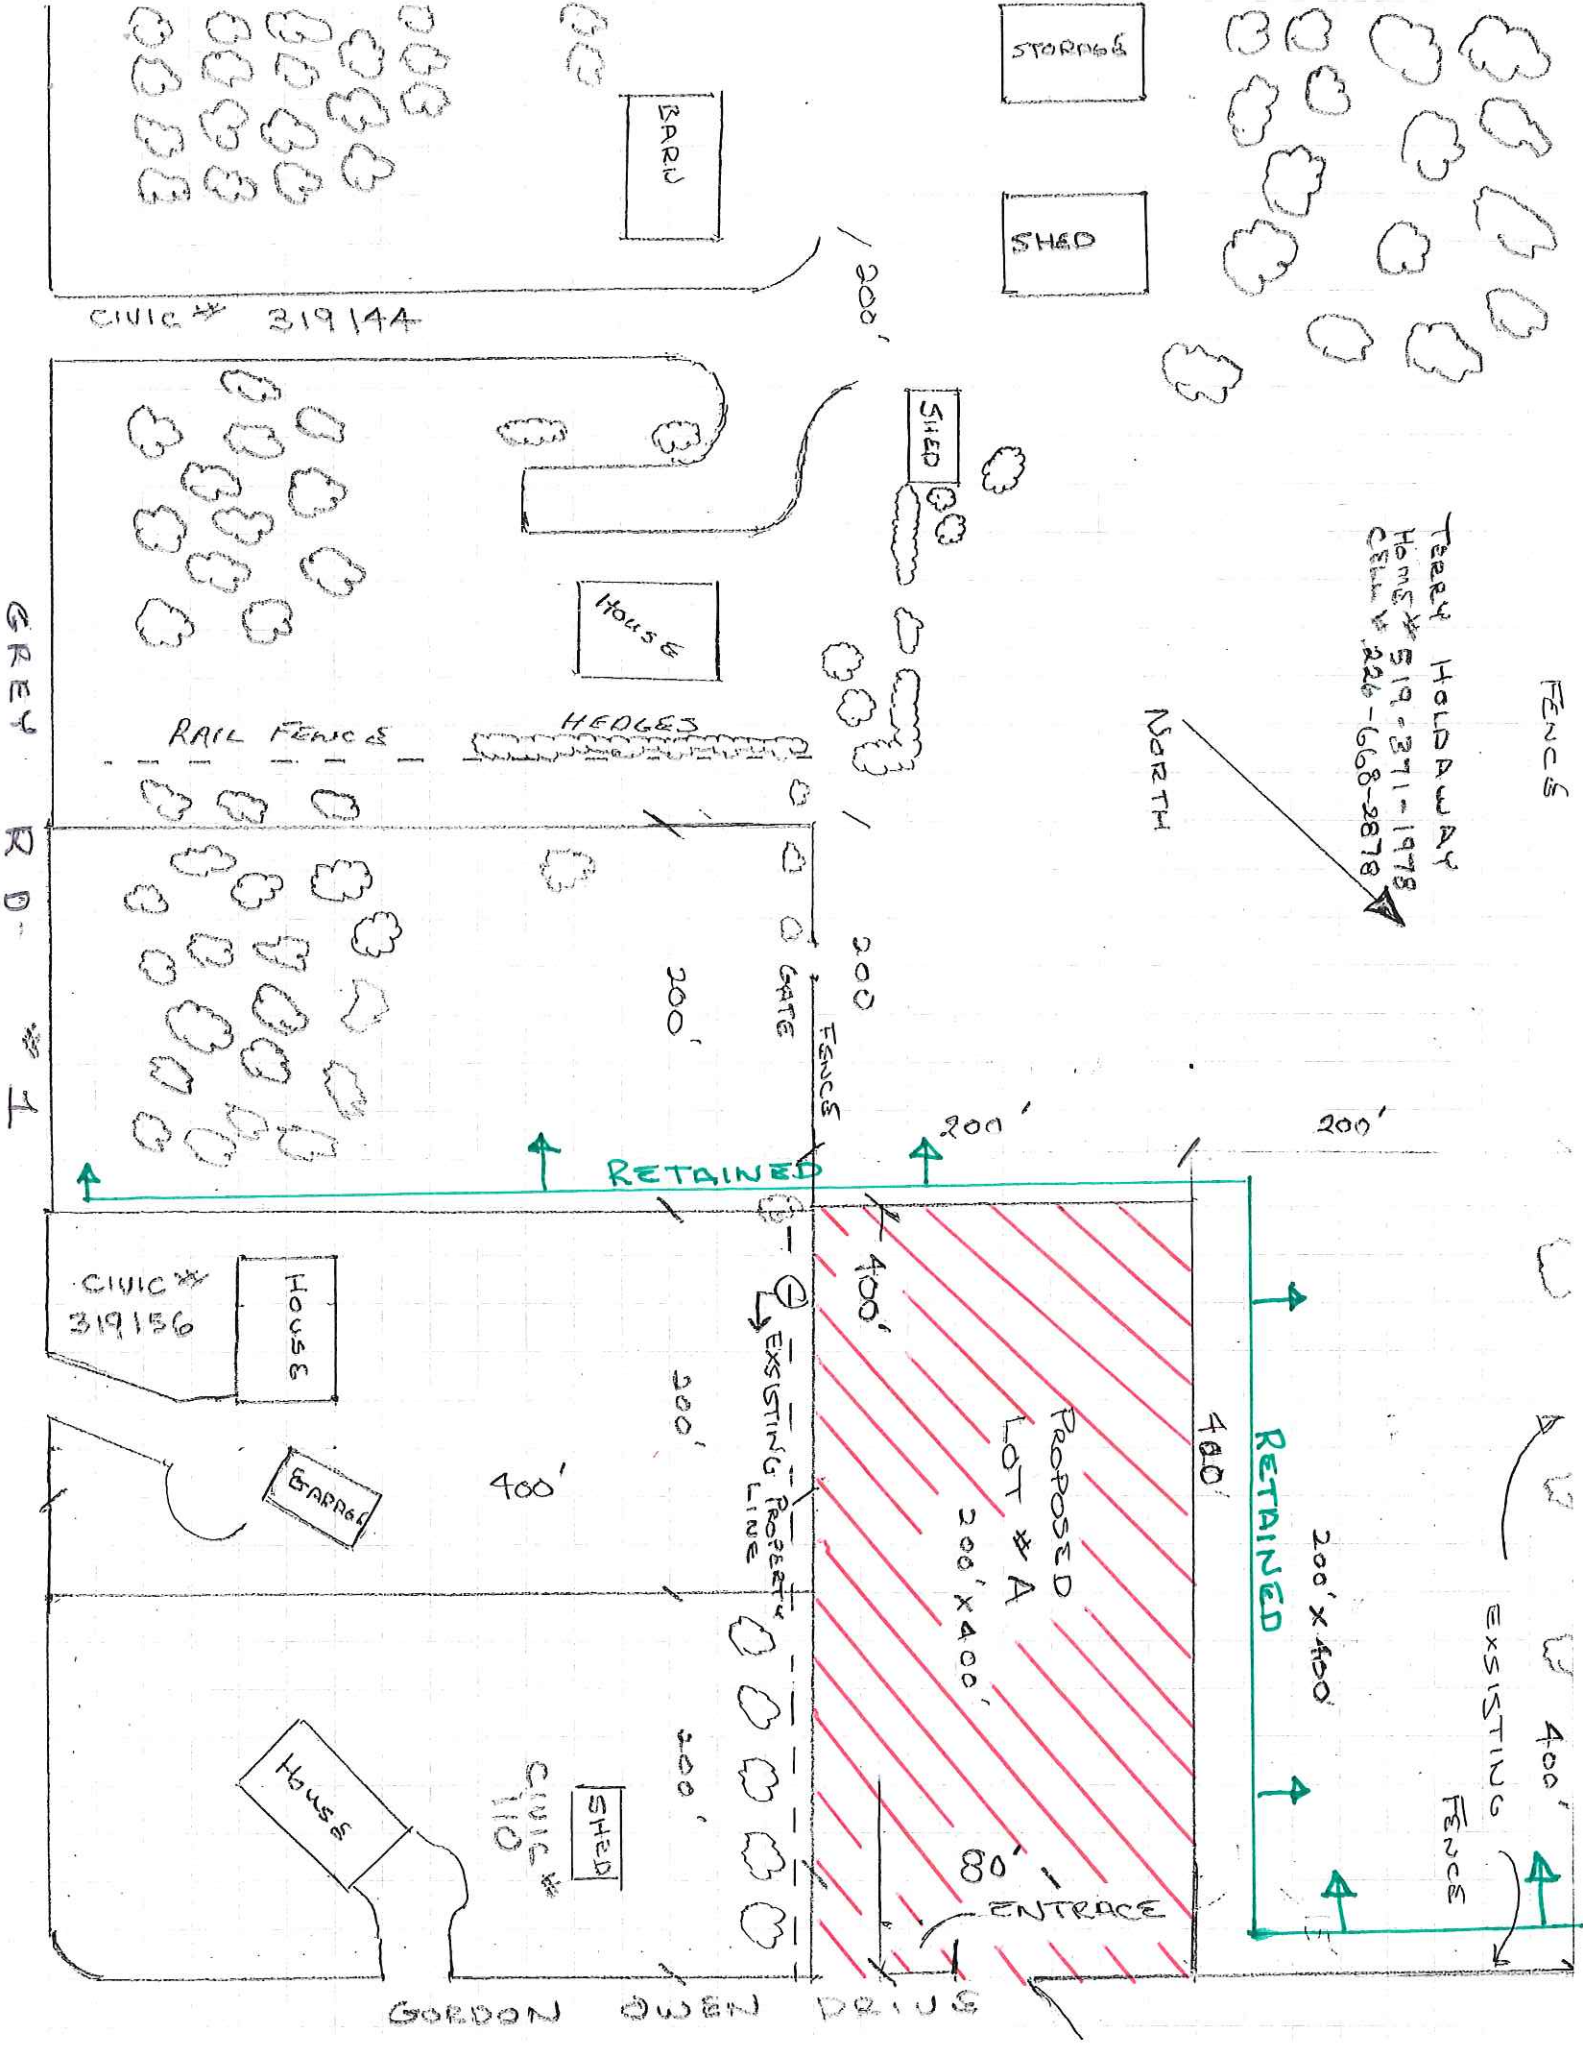 STORAGE
BARN
SHED
200'
CIVIC # 319144
SHED
TERRY HOLDAWAY
HOME # 519-371-1978
CELL # 226-668-2878
FENCE
HOUSE
NORTH
RAIL FENCE
HEDGES
GREY RD. # 1
200'
GATE
200
FENCE
200'
200'
RETAINED
CIVIC #
319156
HOUSE
400'
EXSISTING PROPERTY
LINE
200'
400'
GARAGE
PROPOSED
LOT # A
200' X 400'
400'
RETAINED
200' X 400'
EXSISTING
FENCE
400'
HOUSE
CIVIC #
110
SHED
200'
80'
ENTRACE
GORDON OWEN DRIVE